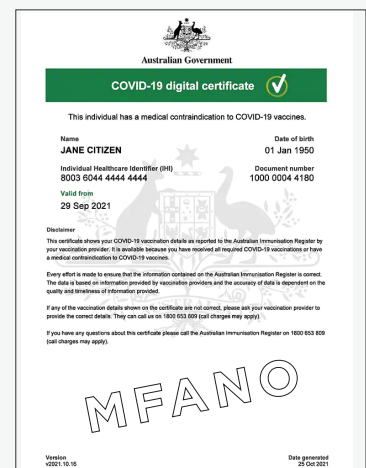 Australian Government
COVID-19 digital certificate
This individual has a medical contraindication to COVID-19 vaccines.
Name
JANE CITIZEN
Date of birth
01 Jan 1950
Individual Healthcare Identifier (IHI)
8003 6044 4444 4444
Document number
1000 0004 4180
Valid from
29 Sep 2021
Disclaimer
This certificate shows your COVID-19 vaccination details as reported to the Australian Immunisation Register by
your vaccination provider. It is available because you have received all required COVID-19 vaccinations or have
a medical contraindication to COVID-19 vaccines.
Every effort is made to ensure that the information contained on the Australian Immunisation Register is correct.
The data is based on information provided by vaccination providers and the accuracy of data is dependent on the
quality and timeliness of information provided.
If any of the vaccination details shown on the certificate are not correct, please ask your vaccination provider to
provide the correct details. They can call us on 1800 653 809 (call charges may apply).
If you have any questions about this certificate please call the Australian Immunisation Register on 1800 653 809
(call charges may apply).
MFANO
Version
v2021.10.16
Date generated
25 Oct 2021